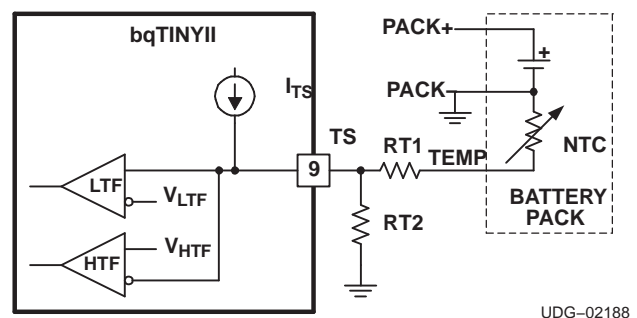 bqTINYII
PACK+
+
I_TS
PACK–
TS
RT1
TEMP
NTC
9
LTF
V_LTF
BATTERY
PACK
RT2
V_HTF
HTF
UDG–02188